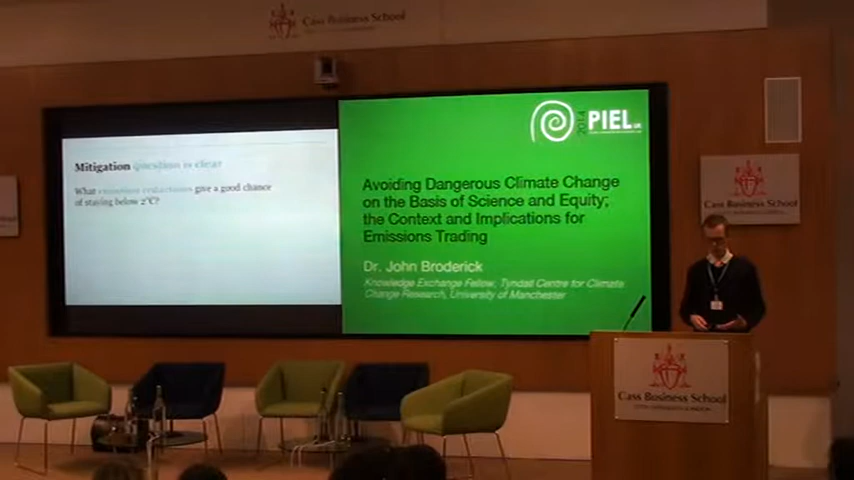 Cass Business School
Mitigation question is clear
What emission reductions give a good chance
of staying below 2°C?
2014 PIEL UK
Avoiding Dangerous Climate Change
on the Basis of Science and Equity;
the Context and Implications for
Emissions Trading
Dr. John Broderick
Knowledge Exchange Fellow, Tyndall Centre for Climate
Change Research, University of Manchester
Cass Business School
Cass Business School